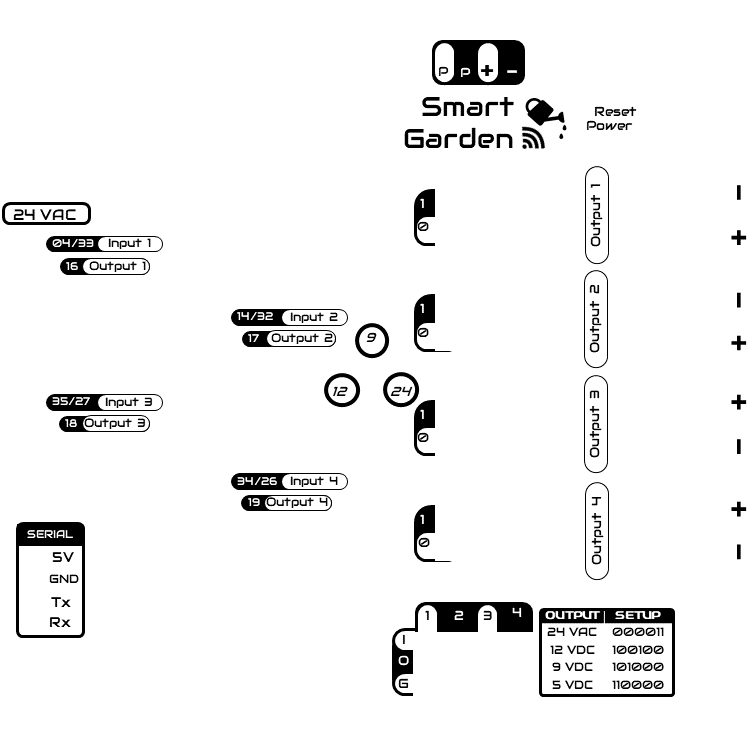 P P + -
Smart
Garden
Reset
Power
24 VAC
04/33 Input 1
16 Output 1
1
0
Output 1
-
+
14/32 Input 2
17 Output 2
1
0
Output 2
-
+
9
12
24
35/27 Input 3
18 Output 3
1
0
Output 3
+
-
34/26 Input 4
19 Output 4
1
0
Output 4
+
-
SERIAL
5V
GND
Tx
Rx
1 2 3 4
I
O
G
OUTPUT | SETUP
24 VAC 000011
12 VDC 100100
9 VDC 101000
5 VDC 110000